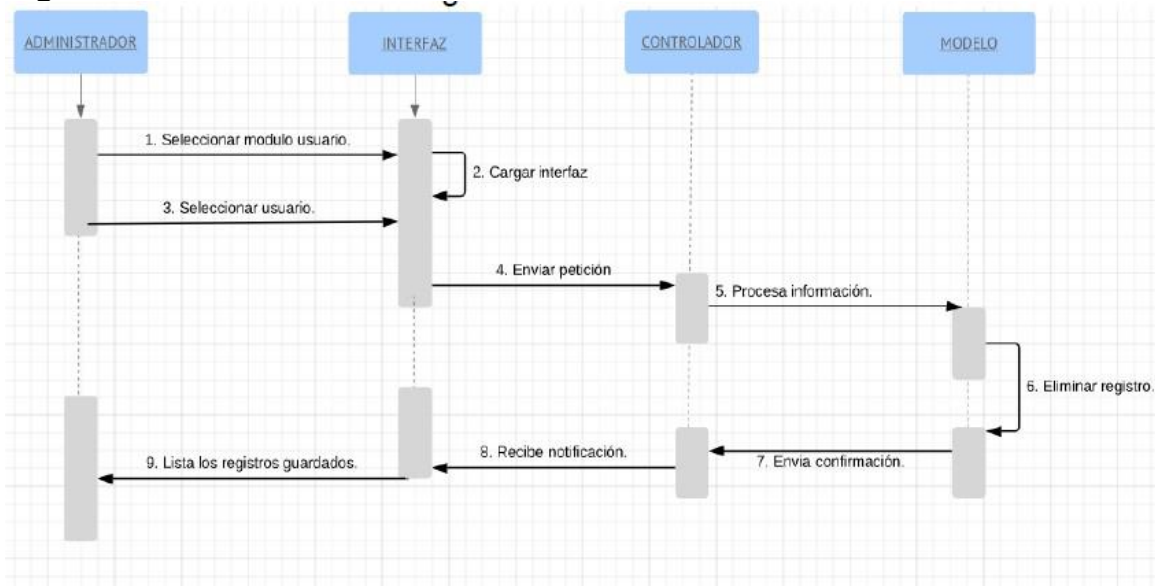 ADMINISTRADOR
INTERFAZ
CONTROLADOR
MODELO
1. Seleccionar modulo usuario.
2. Cargar interfaz
3. Seleccionar usuario.
4. Enviar petición
5. Procesa información.
6. Eliminar registro.
7. Envia confirmación.
8. Recibe notificación.
9. Lista los registros guardados.